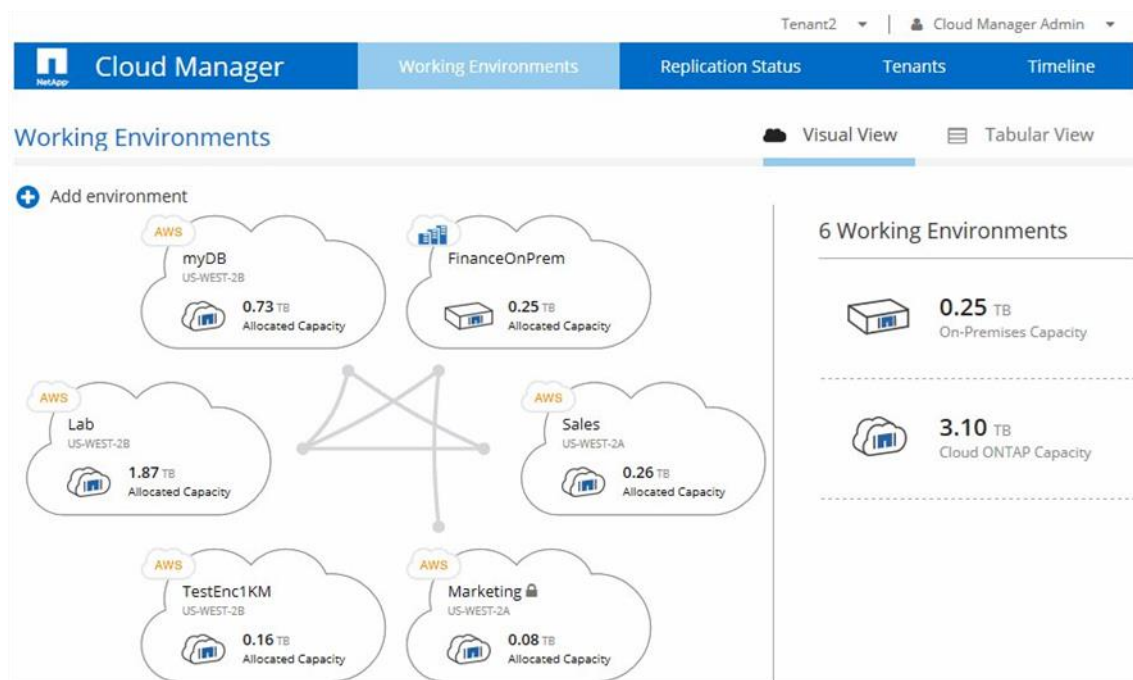 Tenant2
Cloud Manager Admin
NetApp
Cloud Manager
Working Environments
Replication Status
Tenants
Timeline
Working Environments
Visual View
Tabular View
Add environment
AWS
myDB
US-WEST-2B
0.73 TB
Allocated Capacity
FinanceOnPrem
0.25 TB
Allocated Capacity
AWS
Lab
US-WEST-2B
1.87 TB
Allocated Capacity
AWS
Sales
US-WEST-2A
0.26 TB
Allocated Capacity
AWS
TestEnc1KM
US-WEST-2B
0.16 TB
Allocated Capacity
AWS
Marketing
US-WEST-2A
0.08 TB
Allocated Capacity
6 Working Environments
0.25 TB
On-Premises Capacity
3.10 TB
Cloud ONTAP Capacity